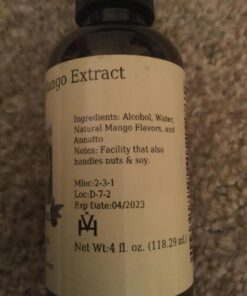 Mango Extract
Ingredients: Alcohol, Water,
Natural Mango Flavors, and
Annatto
Notes: Facility that also
handles nuts & soy.
Mloc:2-3-1
Loc:D-7-2
Exp Date:04/2023
Net Wt:4 fl. oz. (118.29 mL)